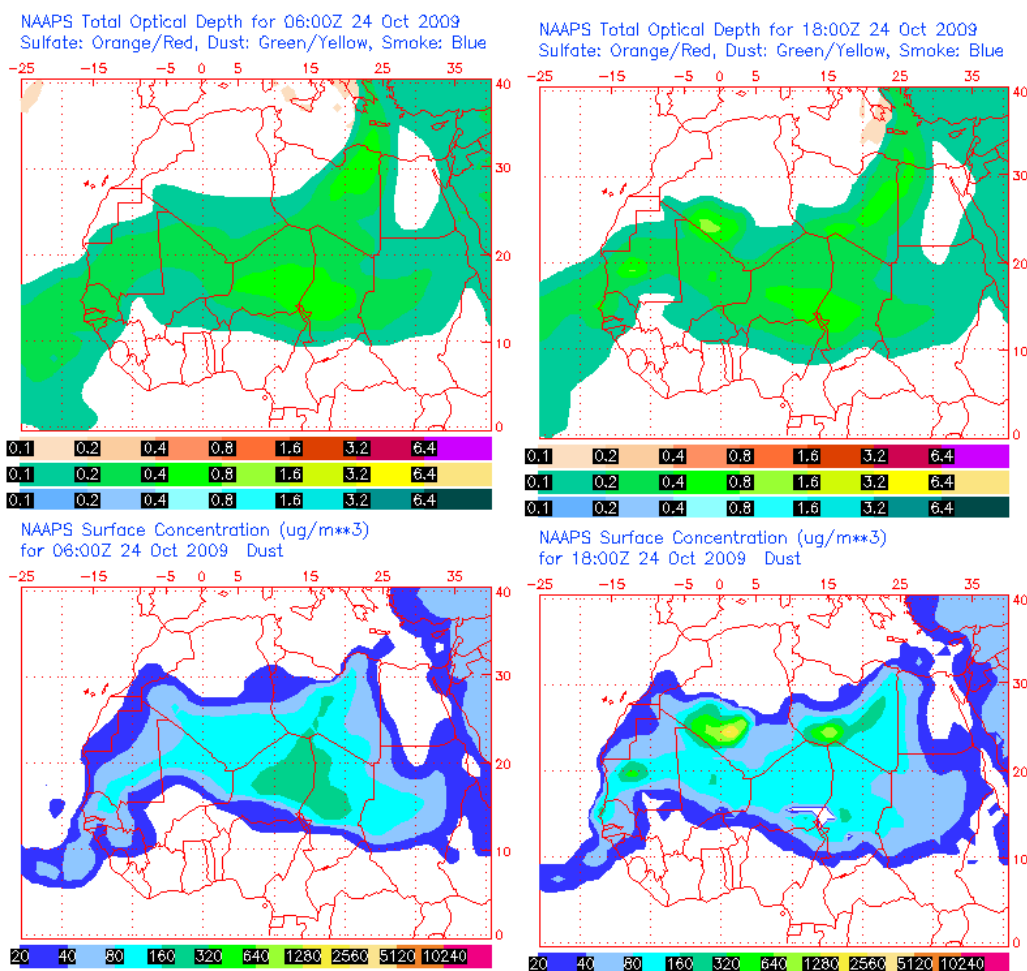 NAAPS Total Optical Depth for 06:00Z 24 Oct 2009
Sulfate: Orange/Red, Dust: Green/Yellow, Smoke: Blue
-25 -15 -5 0 5 15 25 35
40
30
20
10
0
0.1 0.2 0.4 0.8 1.6 3.2 6.4
0.1 0.2 0.4 0.8 1.6 3.2 6.4
0.1 0.2 0.4 0.8 1.6 3.2 6.4
NAAPS Total Optical Depth for 18:00Z 24 Oct 2009
Sulfate: Orange/Red, Dust: Green/Yellow, Smoke: Blue
-25 -15 -5 0 5 15 25 35
40
30
20
10
0
0.1 0.2 0.4 0.8 1.6 3.2 6.4
0.1 0.2 0.4 0.8 1.6 3.2 6.4
0.1 0.2 0.4 0.8 1.6 3.2 6.4
NAAPS Surface Concentration (ug/m**3)
for 06:00Z 24 Oct 2009 Dust
-25 -15 -5 0 5 15 25 35
40
30
20
10
0
20 40 80 160 320 640 1280 2560 5120 10240
NAAPS Surface Concentration (ug/m**3)
for 18:00Z 24 Oct 2009 Dust
-25 -15 -5 0 5 15 25 35
40
30
20
10
0
20 40 80 160 320 640 1280 2560 5120 10240